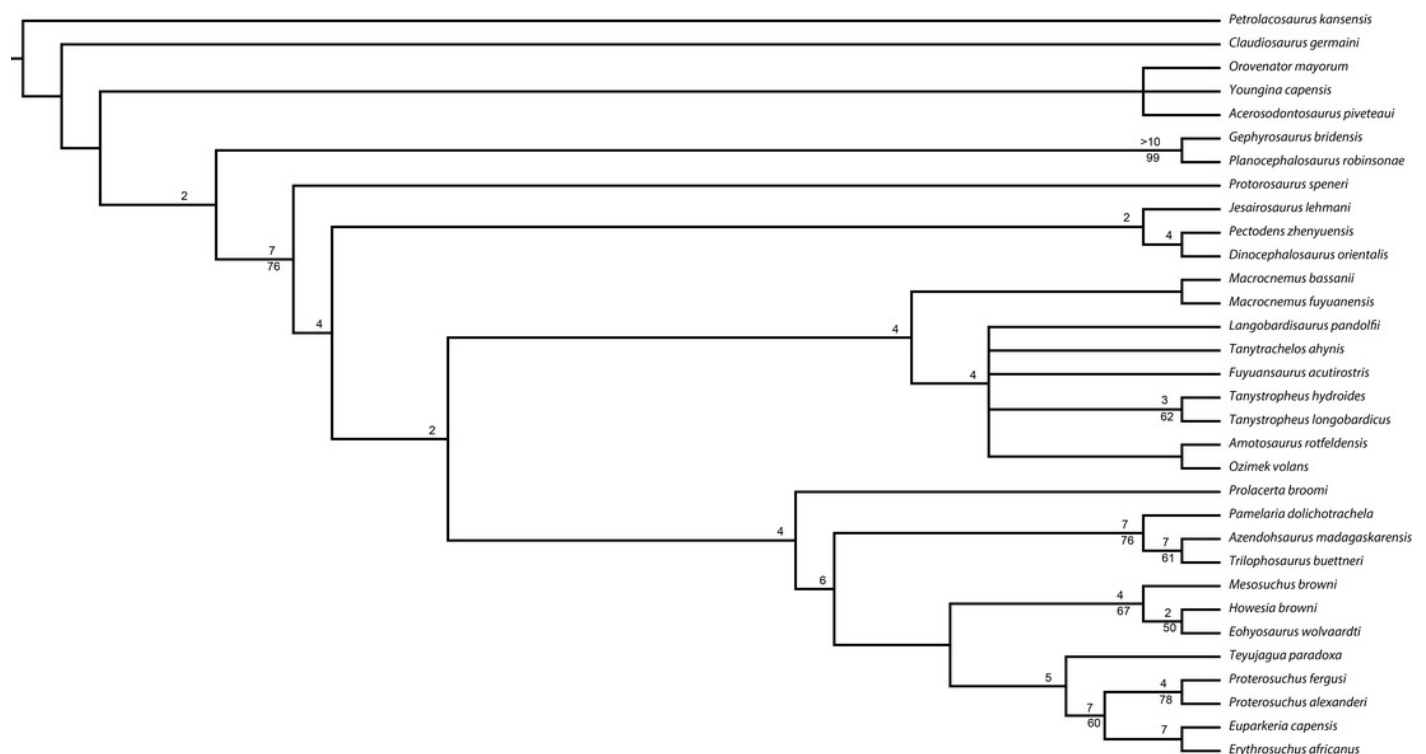 Petrolacosaurus kansensis
Claudiosaurus germaini
Orovenator mayorum
Youngina capensis
Acerosodontosaurus piveteaui
>10
Gephyrosaurus bridensis
99
Planocephalosaurus robinsonae
2
Protorosaurus speneri
2
Jesairosaurus lehmani
4
Pectodens zhenyuensis
7
76
Dinocephalosaurus orientalis
Macrocnemus bassanii
Macrocnemus fuyuanensis
4
4
Langobardisaurus pandolfii
Tanytrachelos ahynis
4
Fuyuansaurus acutirostris
3
Tanystropheus hydroides
62
Tanystropheus longobardicus
2
Amotosaurus rotfeldensis
Ozimek volans
Prolacerta broomi
4
7
Pamelaria dolichotrachela
76
7
Azendohsaurus madagaskarensis
61
Trilophosaurus buettneri
6
4
Mesosuchus browni
67
2
Howesia browni
50
Eohyosaurus wolvaardti
5
Teyujagua paradoxa
4
Proterosuchus fergusi
78
Proterosuchus alexanderi
7
60
7
Euparkeria capensis
Erythrosuchus africanus